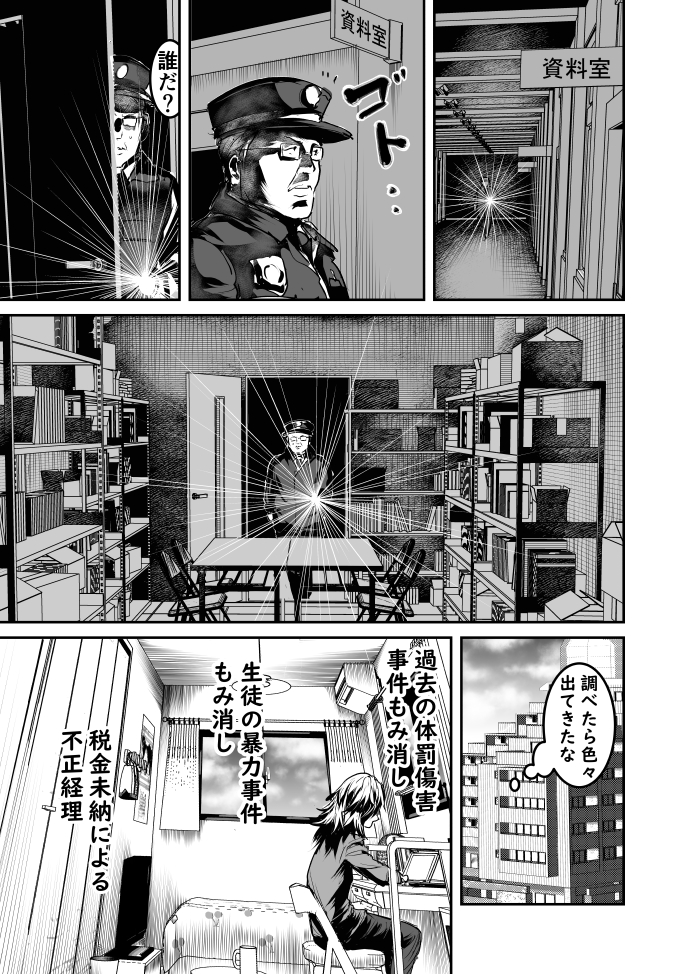 資料室
資料室
ゴト‥
誰だ？
調べたら色々
出てきたな
過去の体罰傷害
事件もみ消し
生徒の暴力事件
もみ消し
税金未納による
不正経理